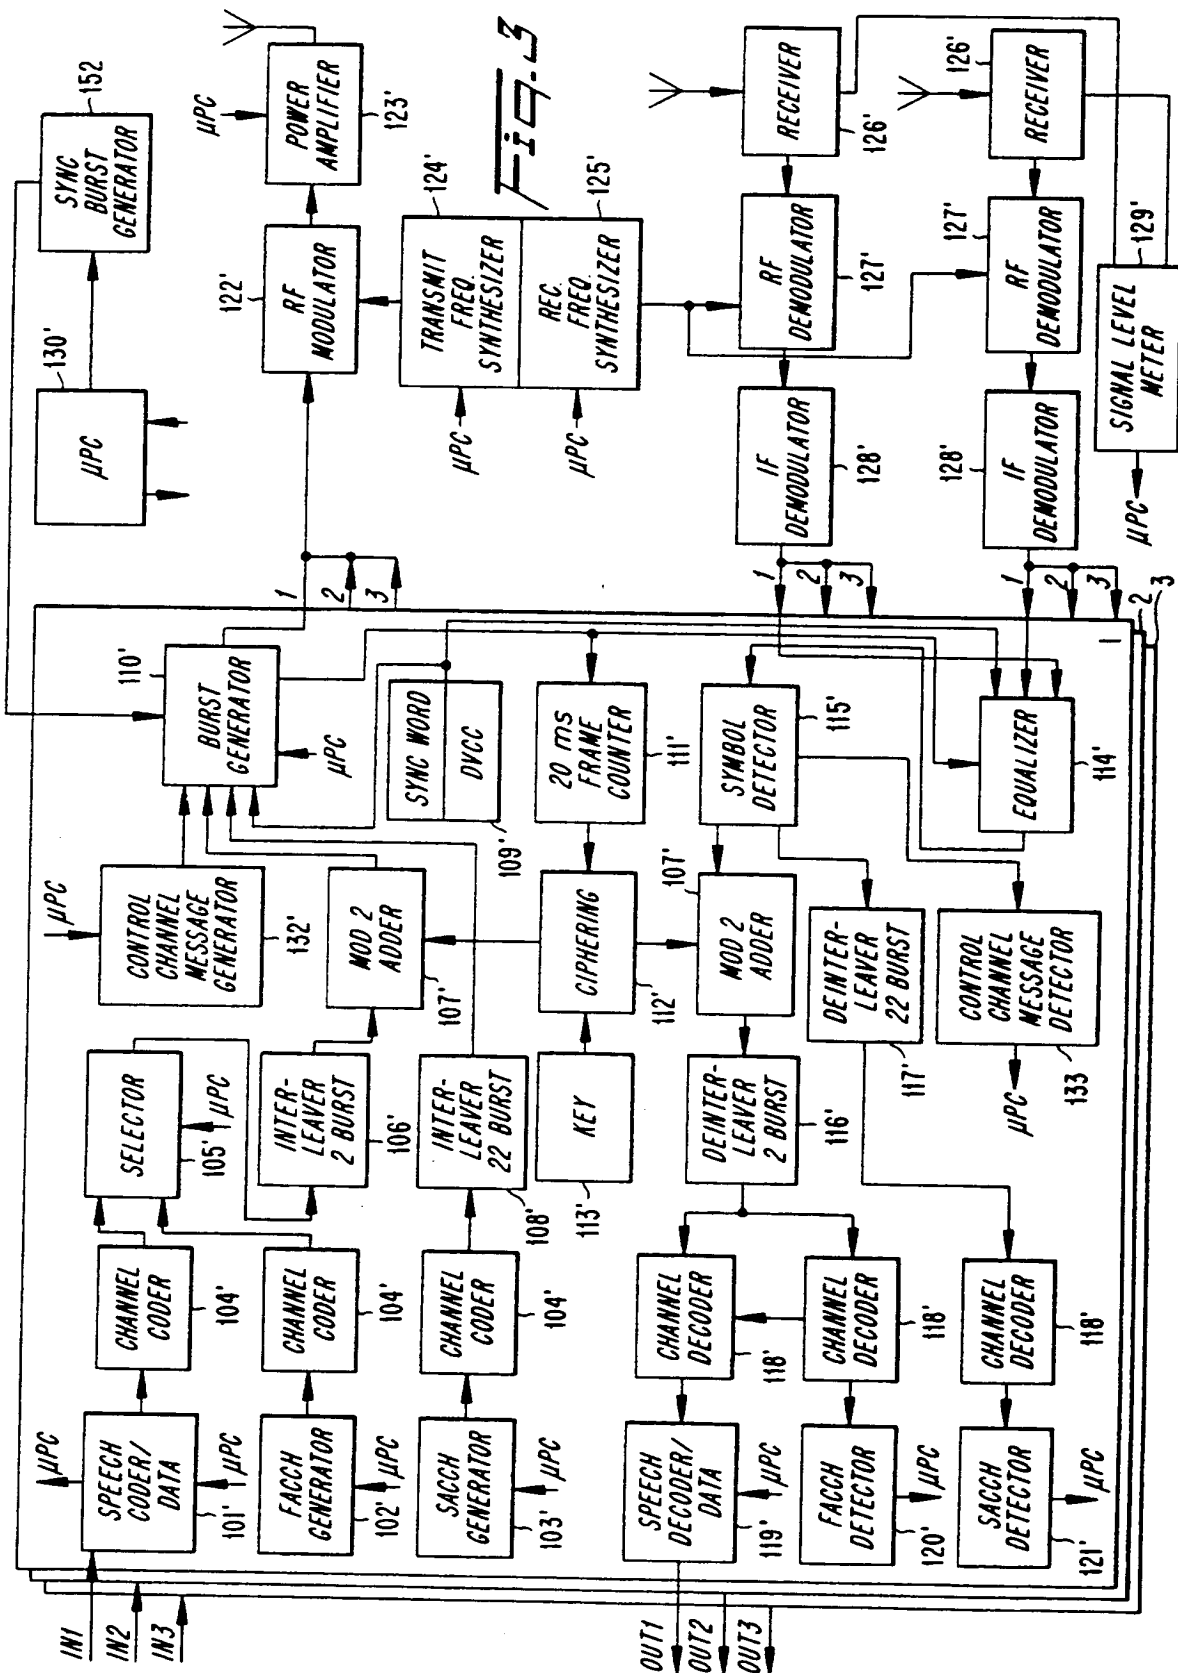 IN1
IN2
IN3
µPC
SPEECH
CODER/
DATA
101'
µPC
CHANNEL
CODER
104'
FACCH
GENERATOR
102'
µPC
CHANNEL
CODER
104'
SACCH
GENERATOR
103'
µPC
CHANNEL
CODER
104'
SELECTOR
105'
µPC
INTER-
LEAVER
2 BURST
106'
INTER-
LEAVER
22 BURST
108'
µPC
CONTROL
CHANNEL
MESSAGE
GENERATOR
132'
MOD 2
ADDER
107'
BURST
GENERATOR
110'
µPC
SYNC WORD
DVCC
109'
20 ms
FRAME
COUNTER
111'
CIPHERING
112'
KEY
113'
OUT1
OUT2
OUT3
SPEECH
DECODER/
DATA
119'
µPC
CHANNEL
DECODER
118'
FACCH
DETECTOR
120'
µPC
CHANNEL
DECODER
118'
SACCH
DETECTOR
121'
µPC
CHANNEL
DECODER
118'
DEINTER-
LEAVER
2 BURST
116'
MOD 2
ADDER
107'
SYMBOL
DETECTOR
115'
DEINTER-
LEAVER
22 BURST
117'
CONTROL
CHANNEL
MESSAGE
DETECTOR
133
µPC
EQUALIZER
114'
1
2
3
1
2
3
1
2
3
1
2
3
µPC
130'
SYNC
BURST
GENERATOR
152
RF
MODULATOR
122'
POWER
AMPLIFIER
123'
µPC
TRANSMIT
FREQ.
SYNTHESIZER
124'
µPC
REC.
FREQ.
SYNTHESIZER
125'
µPC
Fig. 3
IF
DEMODULATOR
128'
RF
DEMODULATOR
127'
RECEIVER
126'
IF
DEMODULATOR
128'
RF
DEMODULATOR
127'
RECEIVER
126'
SIGNAL LEVEL
METER
129'
µPC